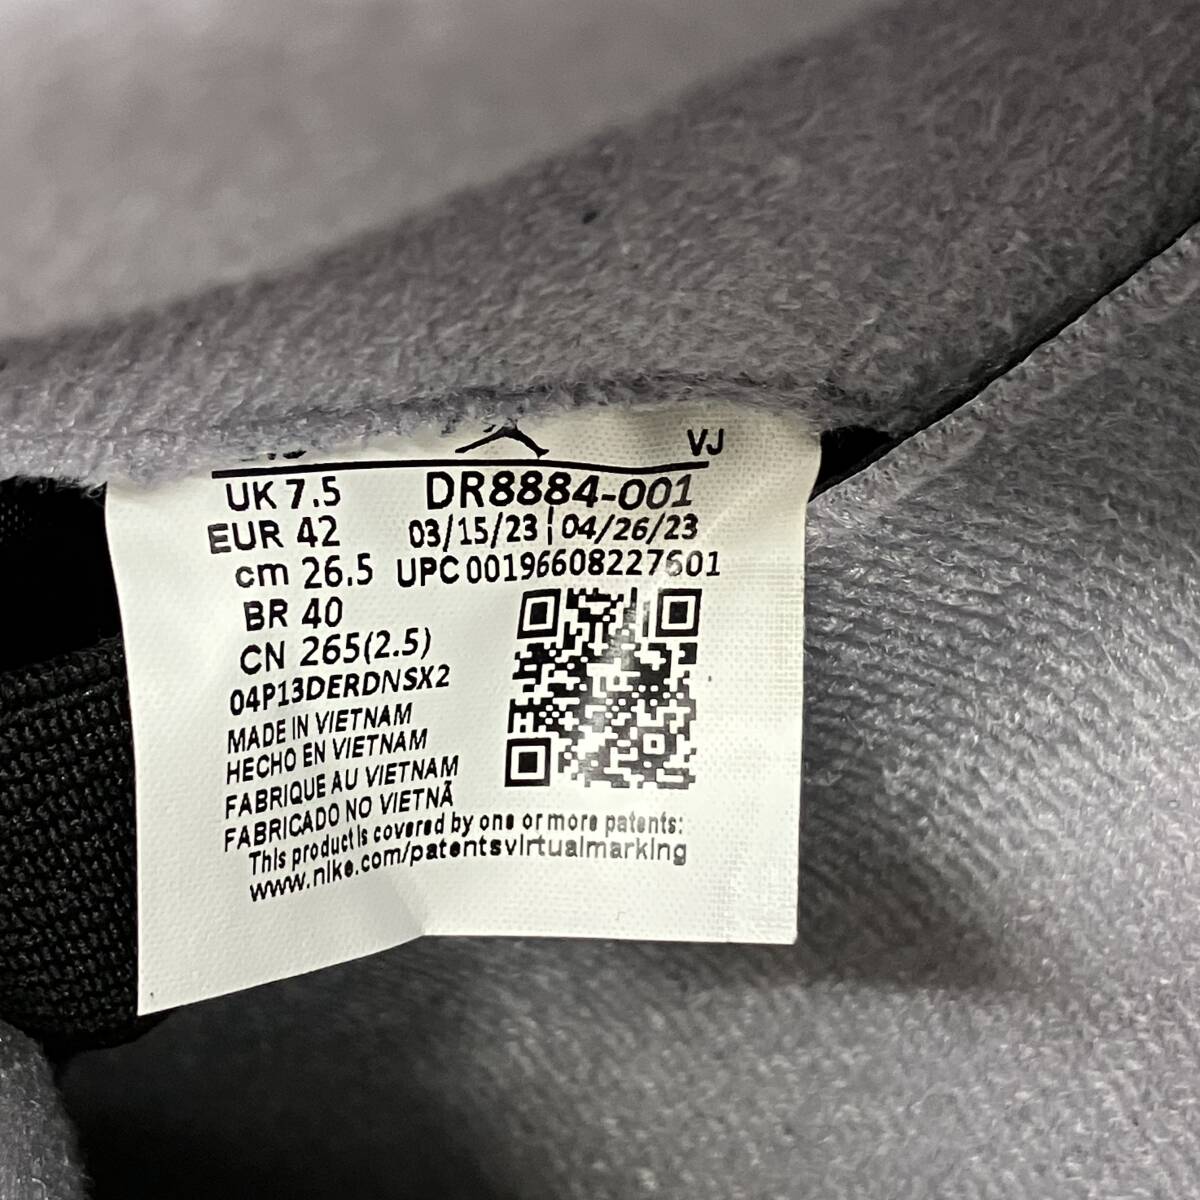 VJ
UK 7.5 DR8884-001
EUR 42 03/15/23 | 04/26/23
cm 26.5 UPC 00196608227601
BR 40
CN 265(2.5)
04P13DERDNSX2
MADE IN VIETNAM
HECHO EN VIETNAM
FABRIQUE AU VIETNAM
FABRICADO NO VIETNÃ
This product is covered by one or more patents:
www.nike.com/patentsvirtualmarking